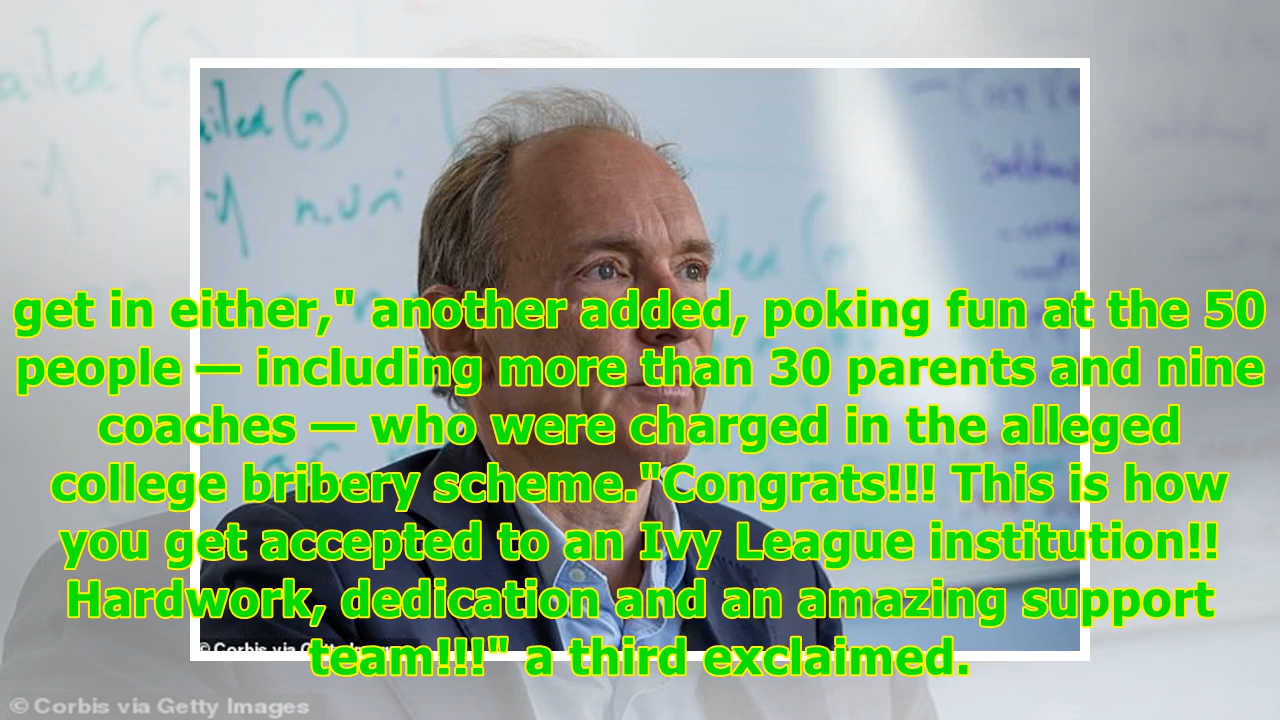 ailed (n)
n.uri
get in either," another added, poking fun at the 50
people — including more than 30 parents and nine
coaches — who were charged in the alleged
college bribery scheme."Congrats!!! This is how
you get accepted to an Ivy League institution!!
Hardwork, dedication and an amazing support
team!!!" a third exclaimed.
© Corbis via Getty Images